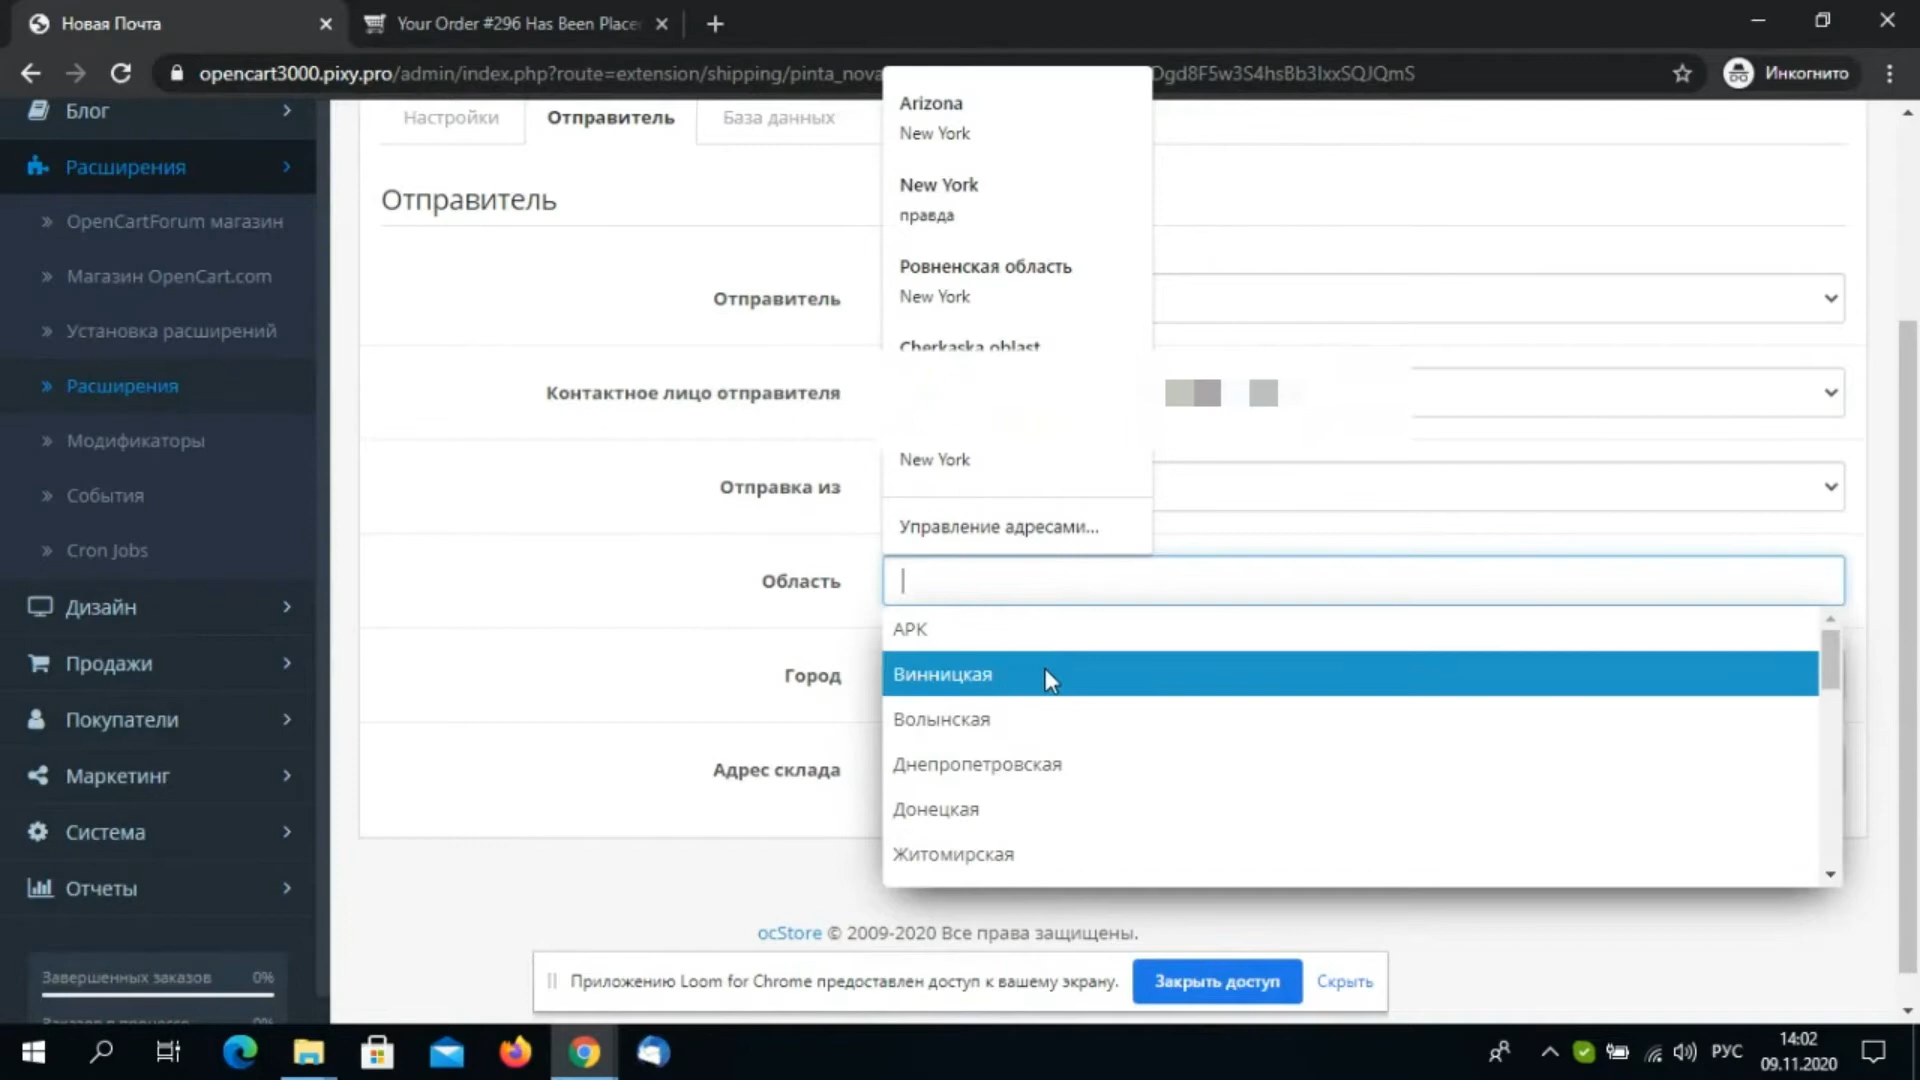 Новая Почта
Your Order #296 Has Been Place
opencart3000.pixy.pro/admin/index.php?route=extension/shipping/pinta_nova
Dgd8F5w3S4hsBb3IxxSQJQmS
Инкогнито
Блог
Расширения
OpenCartForum магазин
Магазин OpenCart.com
Установка расширений
Расширения
Модификаторы
События
Cron Jobs
Дизайн
Продажи
Покупатели
Маркетинг
Система
Отчеты
Завершенных заказов 0%
Настройки
Отправитель
База данных
Отправитель
Отправитель
Контактное лицо отправителя
Отправка из
Область
Город
Адрес склада
Arizona
New York
New York
правда
Ровненская область
New York
Cherkaska oblast
New York
Управление адресами...
АРК
Винницкая
Волынская
Днепропетровская
Донецкая
Житомирская
ocStore © 2009-2020 Все права защищены.
Приложению Loom for Chrome предоставлен доступ к вашему экрану.
Закрыть доступ
Скрыть
РУС
14:02
09.11.2020